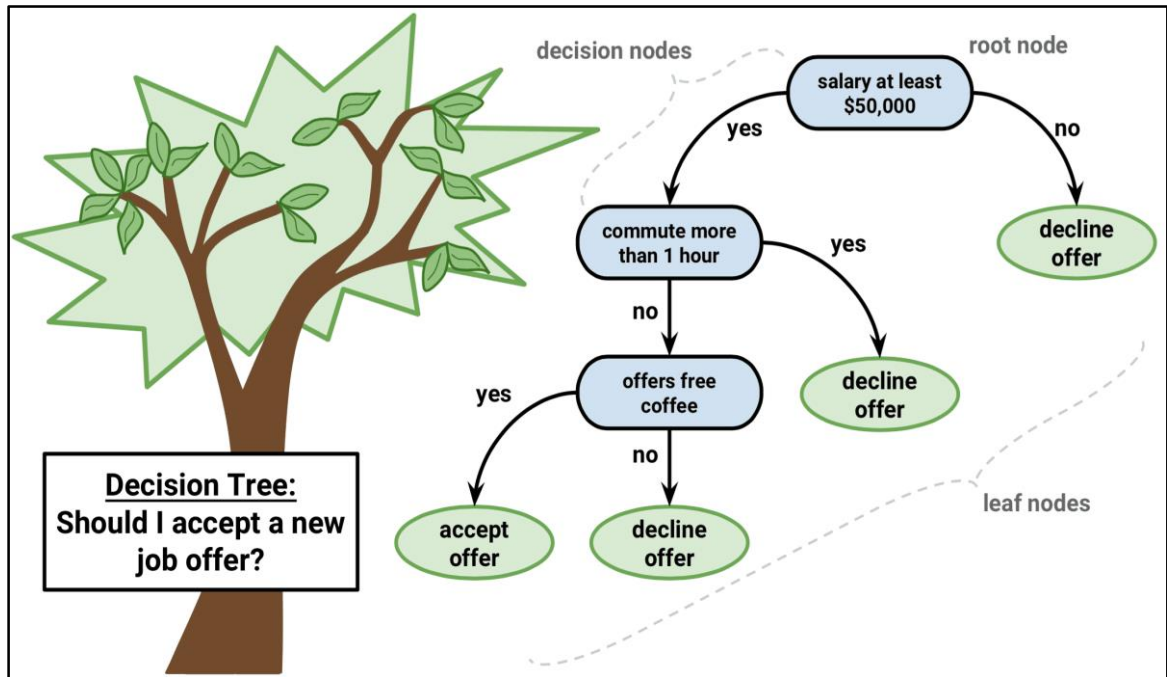 decision nodes
root node
salary at least
$50,000
yes
no
commute more
than 1 hour
yes
decline
offer
no
offers free
coffee
decline
offer
yes
no
Decision Tree:
Should I accept a new
job offer?
accept
offer
decline
offer
leaf nodes